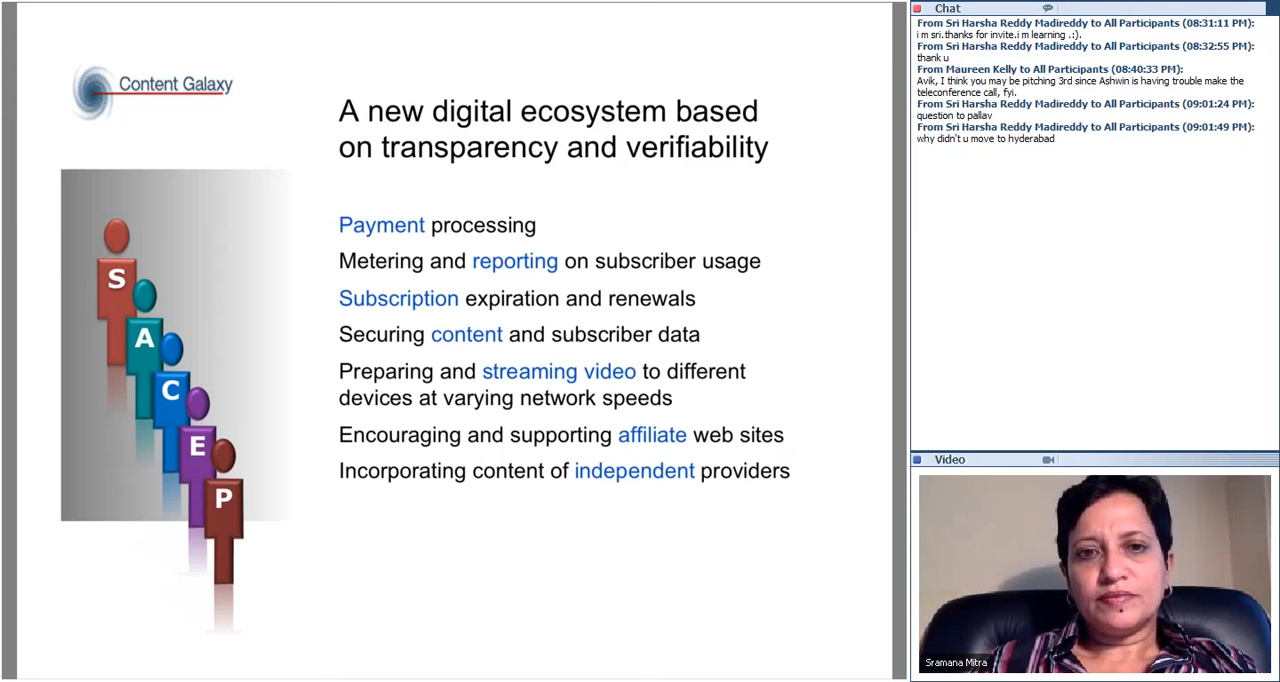 Content Galaxy
A new digital ecosystem based
on transparency and verifiability
S
A
C
E
P
Payment processing
Metering and reporting on subscriber usage
Subscription expiration and renewals
Securing content and subscriber data
Preparing and streaming video to different
devices at varying network speeds
Encouraging and supporting affiliate web sites
Incorporating content of independent providers
Chat
From Sri Harsha Reddy Madireddy to All Participants (08:31:11 PM):
i m sri.thanks for invite.i m learning .:).
From Sri Harsha Reddy Madireddy to All Participants (08:32:55 PM):
thank u
From Maureen Kelly to All Participants (08:40:33 PM):
Avik, I think you may be pitching 3rd since Ashwin is having trouble make the
teleconference call, fyi.
From Sri Harsha Reddy Madireddy to All Participants (09:01:24 PM):
question to pallav
From Sri Harsha Reddy Madireddy to All Participants (09:01:49 PM):
why didn't u move to hyderabad
Video
Sramana Mitra